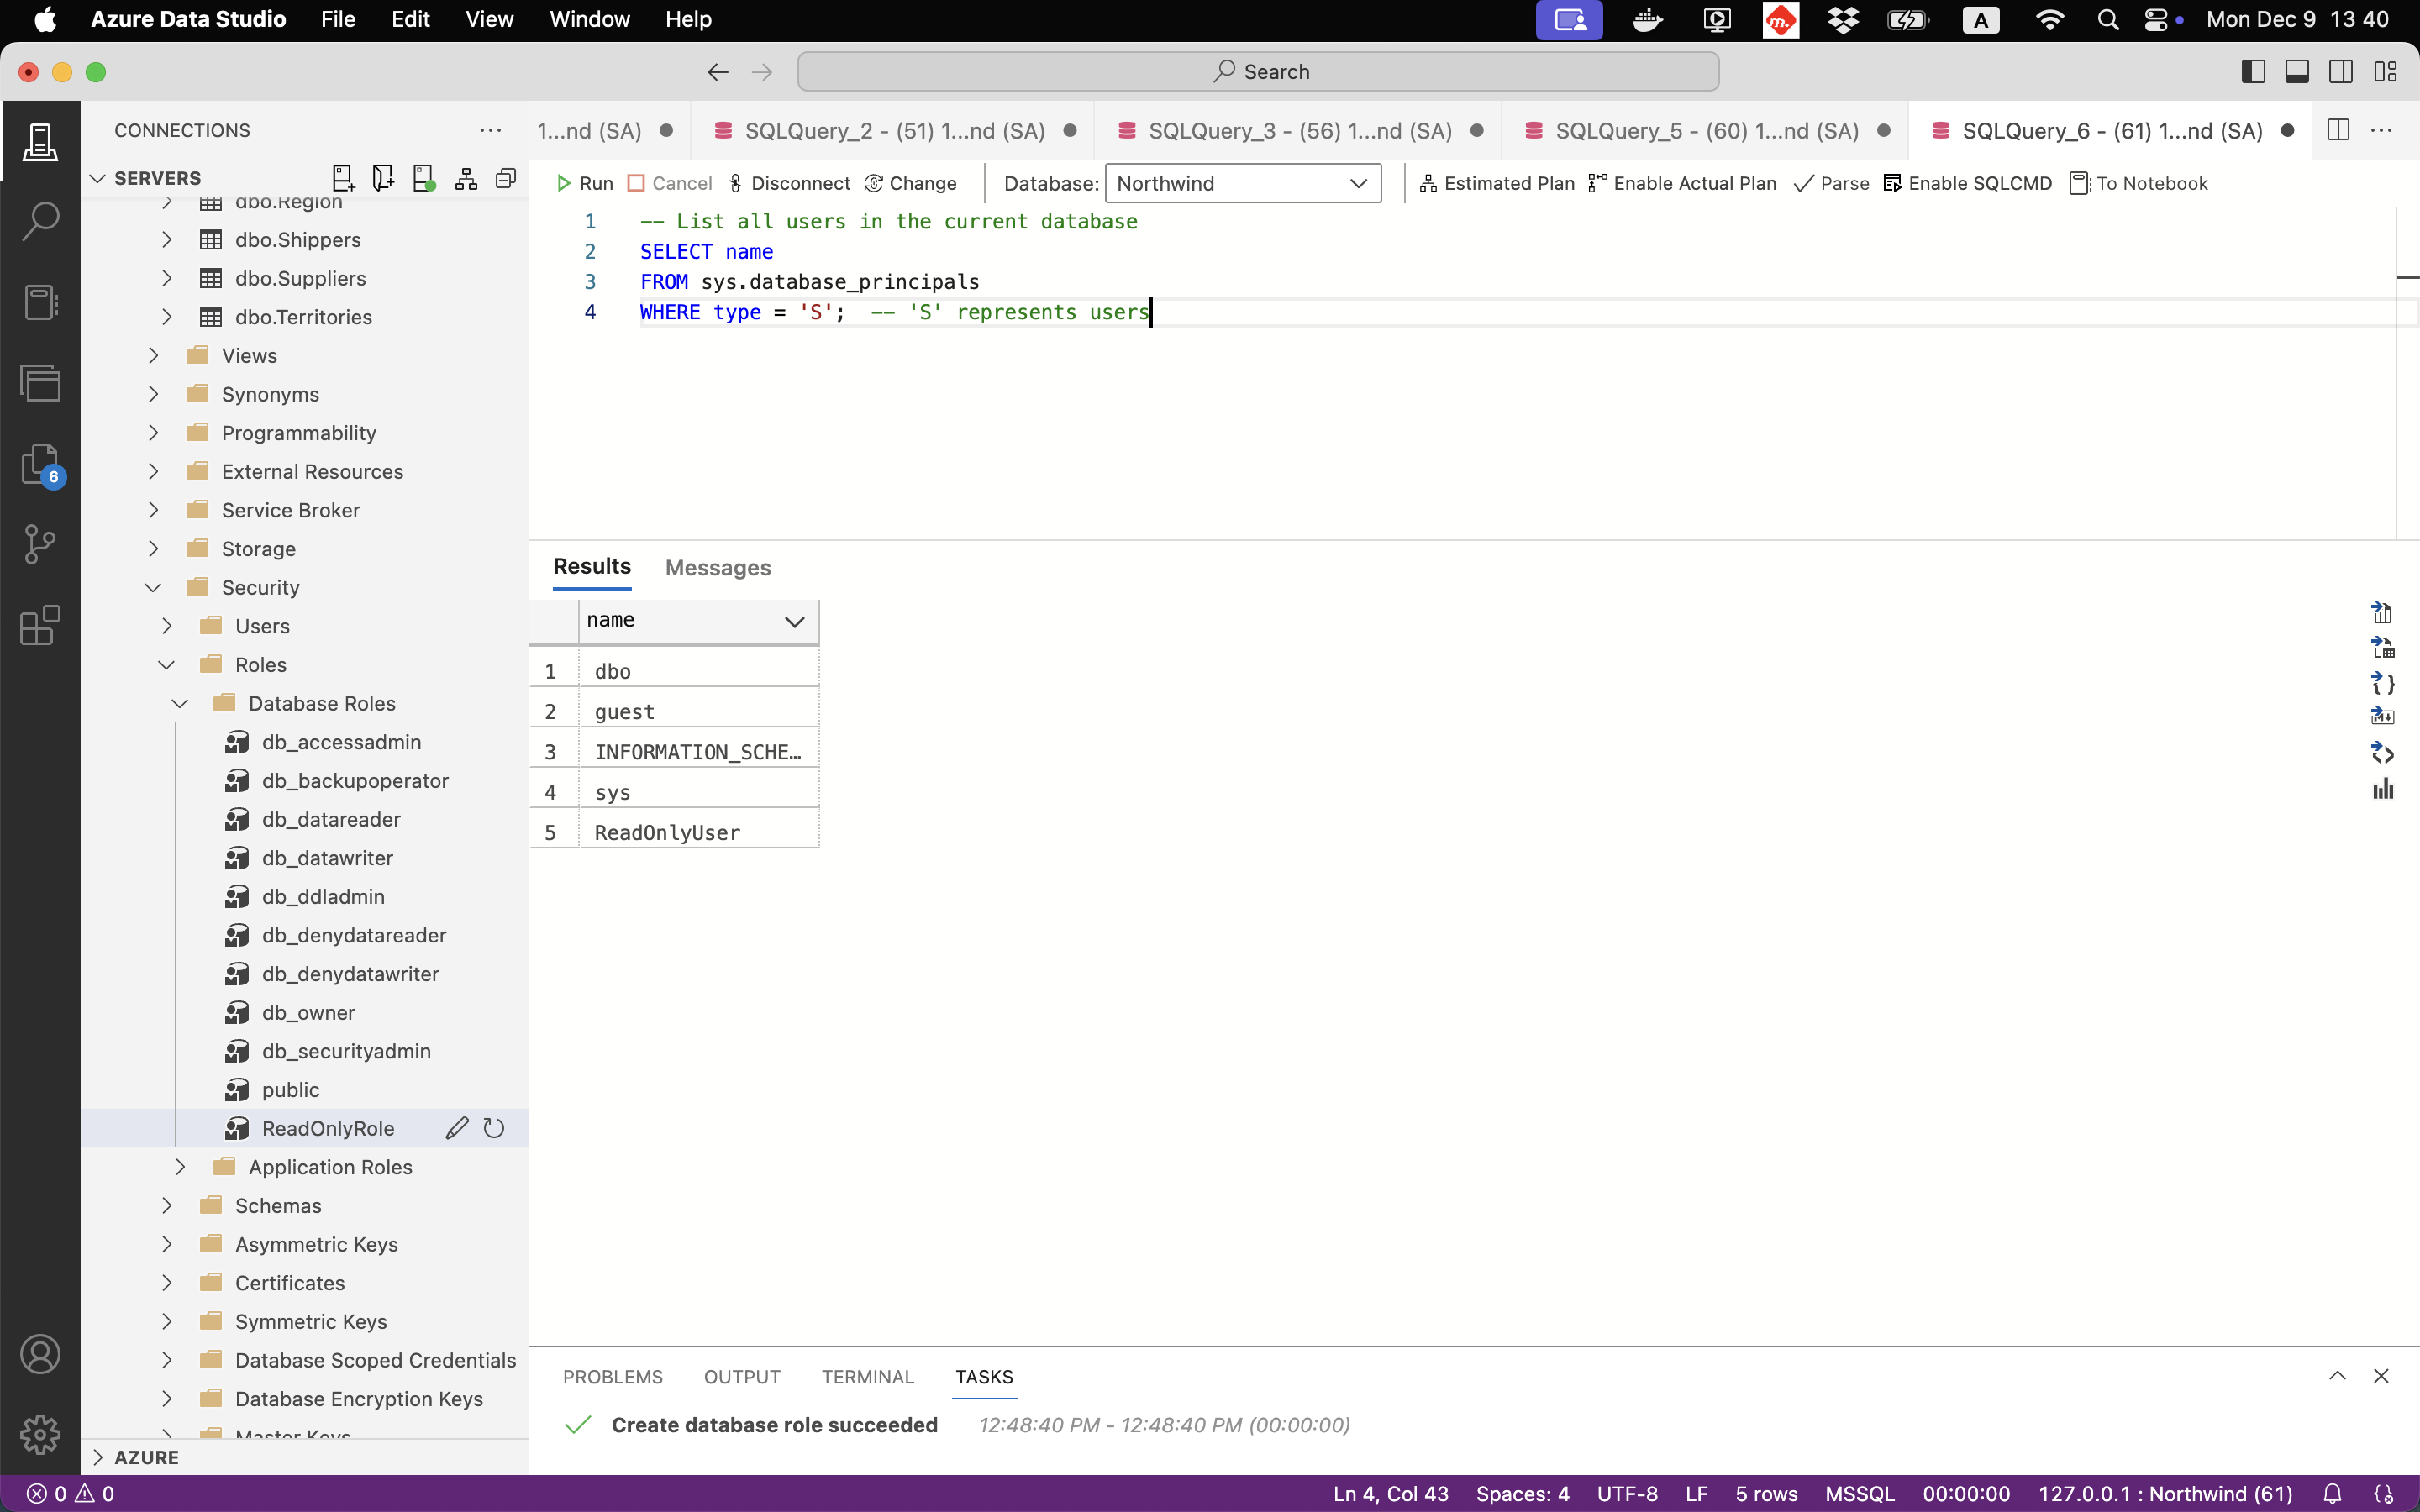 Azure Data Studio File Edit View Window Help
A Mon Dec 9 13 40
Search
CONNECTIONS
1...nd (SA) SQLQuery_2 - (51) 1...nd (SA) SQLQuery_3 - (56) 1...nd (SA) SQLQuery_5 - (60) 1...nd (SA) SQLQuery_6 - (61) 1...nd (SA)
SERVERS
Run Cancel Disconnect Change Database: Northwind Estimated Plan Enable Actual Plan Parse Enable SQLCMD To Notebook
dbo.Region
dbo.Shippers
dbo.Suppliers
dbo.Territories
Views
Synonyms
Programmability
External Resources
6
Service Broker
Storage
Security
Users
Roles
Database Roles
db_accessadmin
db_backupoperator
db_datareader
db_datawriter
db_ddladmin
db_denydatareader
db_denydatawriter
db_owner
db_securityadmin
public
ReadOnlyRole
Application Roles
Schemas
Asymmetric Keys
Certificates
Symmetric Keys
Database Scoped Credentials
Database Encryption Keys
Master Keys
AZURE
1 -- List all users in the current database
2 SELECT name
3 FROM sys.database_principals
4 WHERE type = 'S';  -- 'S' represents users
Results Messages
name
1 dbo
2 guest
3 INFORMATION_SCHE…
4 sys
5 ReadOnlyUser
PROBLEMS OUTPUT TERMINAL TASKS
Create database role succeeded 12:48:40 PM - 12:48:40 PM (00:00:00)
0 0 Ln 4, Col 43 Spaces: 4 UTF-8 LF 5 rows MSSQL 00:00:00 127.0.0.1 : Northwind (61)